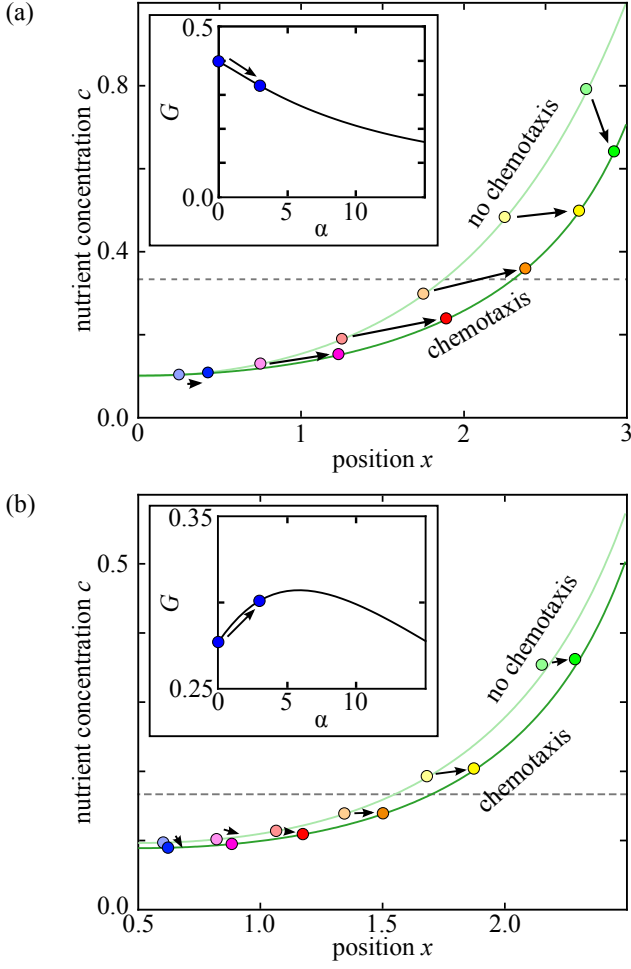 (a)
nutrient concentration c
0.8
0.4
0.0
0.5
G
0.0
0
5
10
α
no chemotaxis
chemotaxis
0
1
2
3
position x
(b)
nutrient concentration c
0.5
0.0
0.35
G
0.25
0
5
10
α
no chemotaxis
chemotaxis
0.5
1.0
1.5
2.0
position x